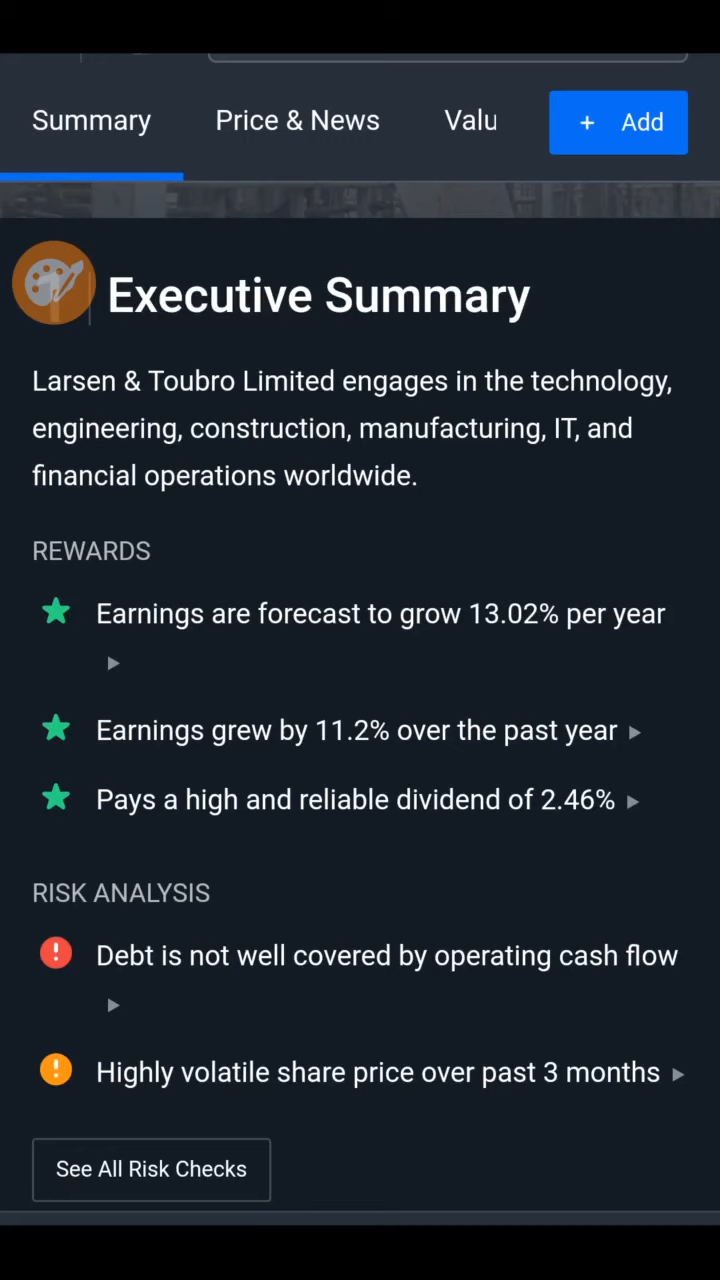 Summary Price & News Valu + Add
Executive Summary
Larsen & Toubro Limited engages in the technology,
engineering, construction, manufacturing, IT, and
financial operations worldwide.
REWARDS
Earnings are forecast to grow 13.02% per year
Earnings grew by 11.2% over the past year
Pays a high and reliable dividend of 2.46%
RISK ANALYSIS
Debt is not well covered by operating cash flow
Highly volatile share price over past 3 months
See All Risk Checks